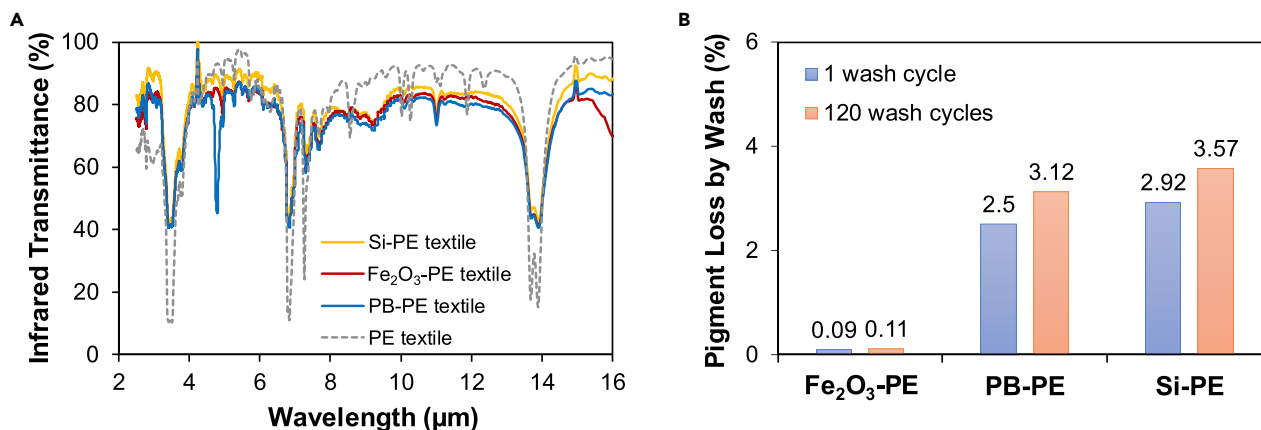 A
Infrared Transmittance (%)
100
80
60
40
20
0
2 4 6 8 10 12 14 16
Wavelength (µm)
Si-PE textile
Fe₂O₃-PE textile
PB-PE textile
PE textile
B
Pigment Loss by Wash (%)
6
4
2
0
1 wash cycle
120 wash cycles
0.09 0.11
2.5 3.12
2.92 3.57
Fe₂O₃-PE PB-PE Si-PE